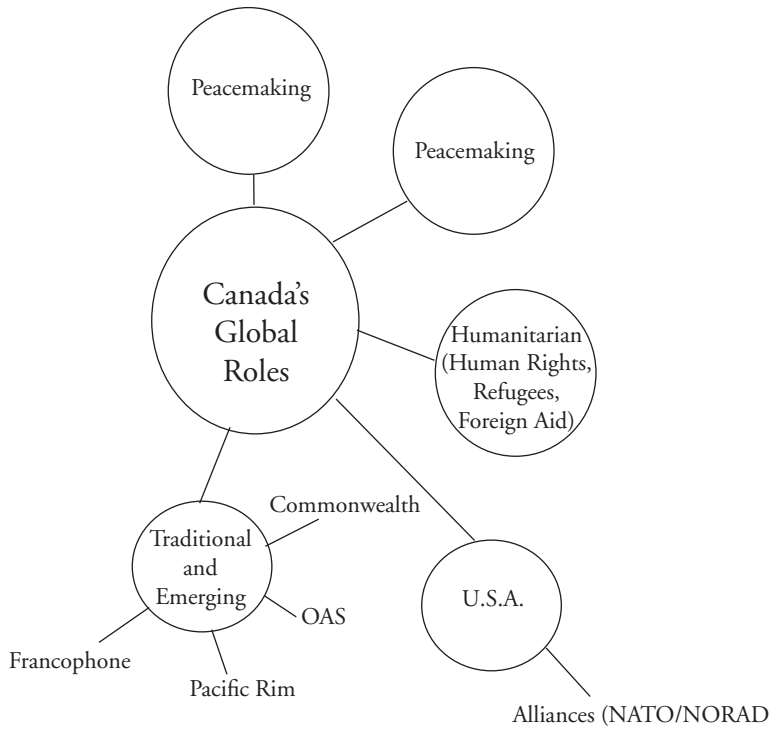 Peacemaking
Peacemaking
Canada’s
Global
Roles
Humanitarian
(Human Rights,
Refugees,
Foreign Aid)
Commonwealth
Traditional
and
Emerging
OAS
Francophone
Pacific Rim
U.S.A.
Alliances (NATO/NORAD